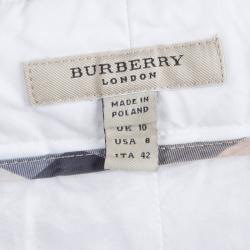 BURBERRY
LONDON
MADE IN
POLAND
UK 10
USA 8
ITA 42